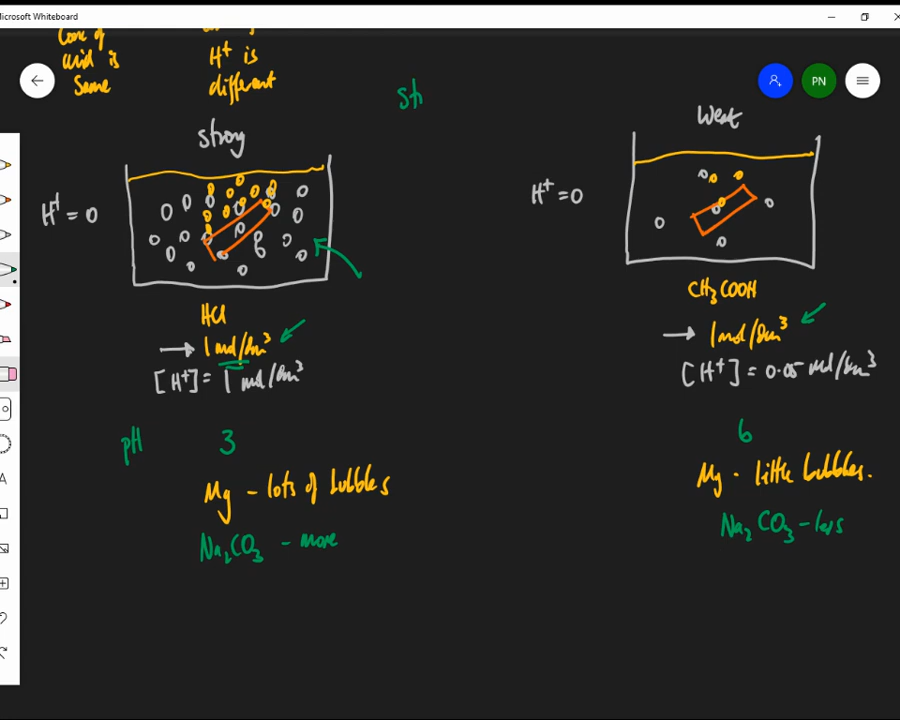 Microsoft Whiteboard
Conc of
acid is
Same
H⁺ is
different
PN
sh
strong
Weak
H⁺ = 0
H⁺ = 0
HCl
CH₃COOH
→ 1 mol/dm³
→ 1 mol/dm³
[H⁺] = 1 mol/dm³
[H⁺] = 0.05 mol/dm³
pH 3
6
Mg – lots of bubbles
Mg - little bubbles.
Na₂CO₃ – more
Na₂CO₃ – less